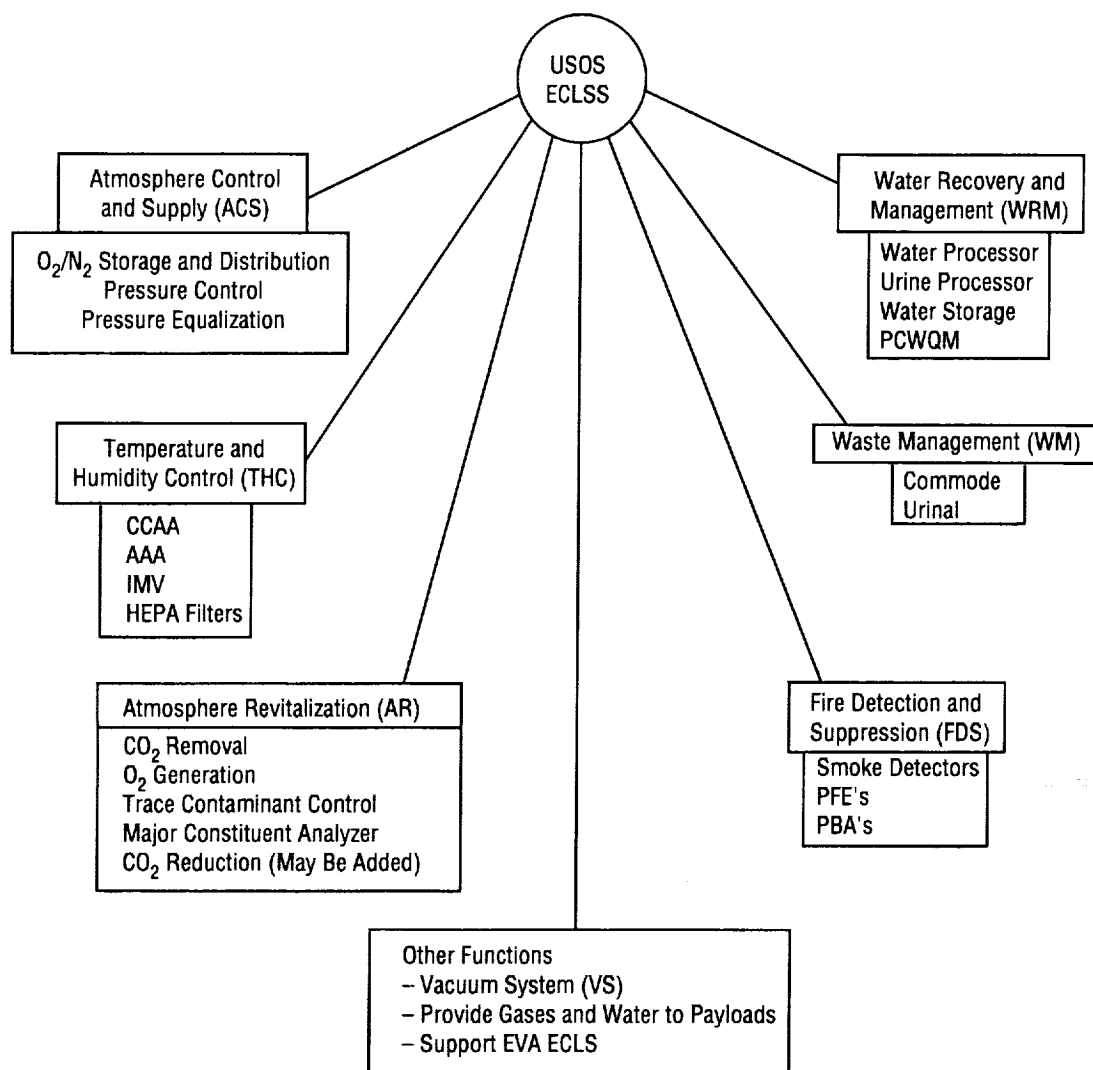 USOS
ECLSS
Atmosphere Control
and Supply (ACS)
O₂/N₂ Storage and Distribution
Pressure Control
Pressure Equalization
Temperature and
Humidity Control (THC)
CCAA
AAA
IMV
HEPA Filters
Atmosphere Revitalization (AR)
CO₂ Removal
O₂ Generation
Trace Contaminant Control
Major Constituent Analyzer
CO₂ Reduction (May Be Added)
Other Functions
– Vacuum System (VS)
– Provide Gases and Water to Payloads
– Support EVA ECLS
Water Recovery and
Management (WRM)
Water Processor
Urine Processor
Water Storage
PCWQM
Waste Management (WM)
Commode
Urinal
Fire Detection and
Suppression (FDS)
Smoke Detectors
PFE's
PBA's